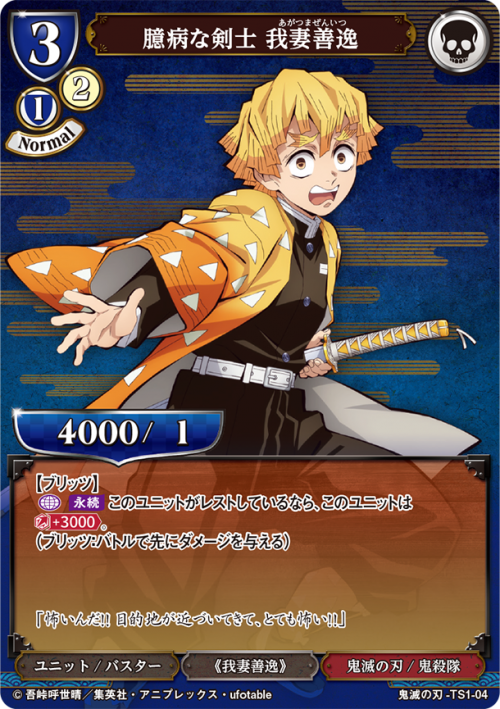 3
あがつまぜんいつ
臆病な剣士 我妻善逸
1
2
Normal
4000/ 1
【ブリッツ】
永続 このユニットがレストしているなら、このユニットは
+3000。
(ブリッツ:バトルで先にダメージを与える)
「怖いんだ!! 目的地が近づいてきて、とても怖い!!」
ユニット / バスター
《我妻善逸》
鬼滅の刃 / 鬼殺隊
© 吾峠呼世晴／集英社・アニプレックス・ufotable
鬼滅の刃 -TS1-04